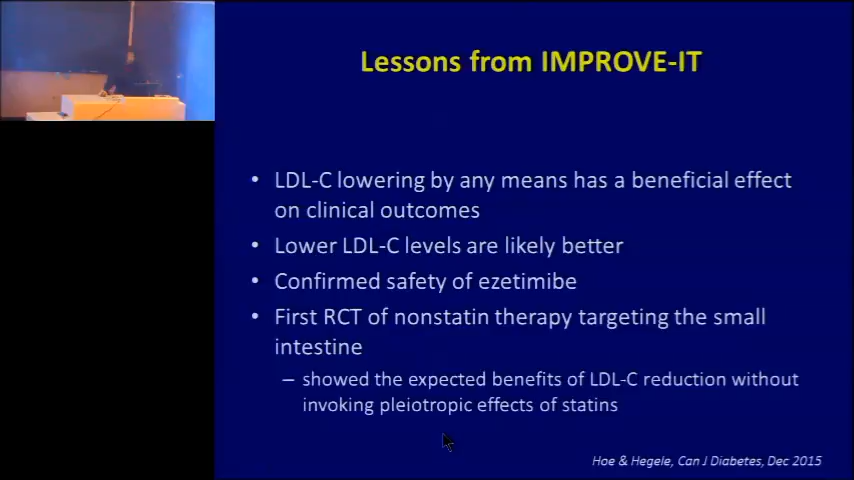 Lessons from IMPROVE-IT
• LDL-C lowering by any means has a beneficial effect
on clinical outcomes
• Lower LDL-C levels are likely better
• Confirmed safety of ezetimibe
• First RCT of nonstatin therapy targeting the small
intestine
– showed the expected benefits of LDL-C reduction without
invoking pleiotropic effects of statins
Hoe & Hegele, Can J Diabetes, Dec 2015